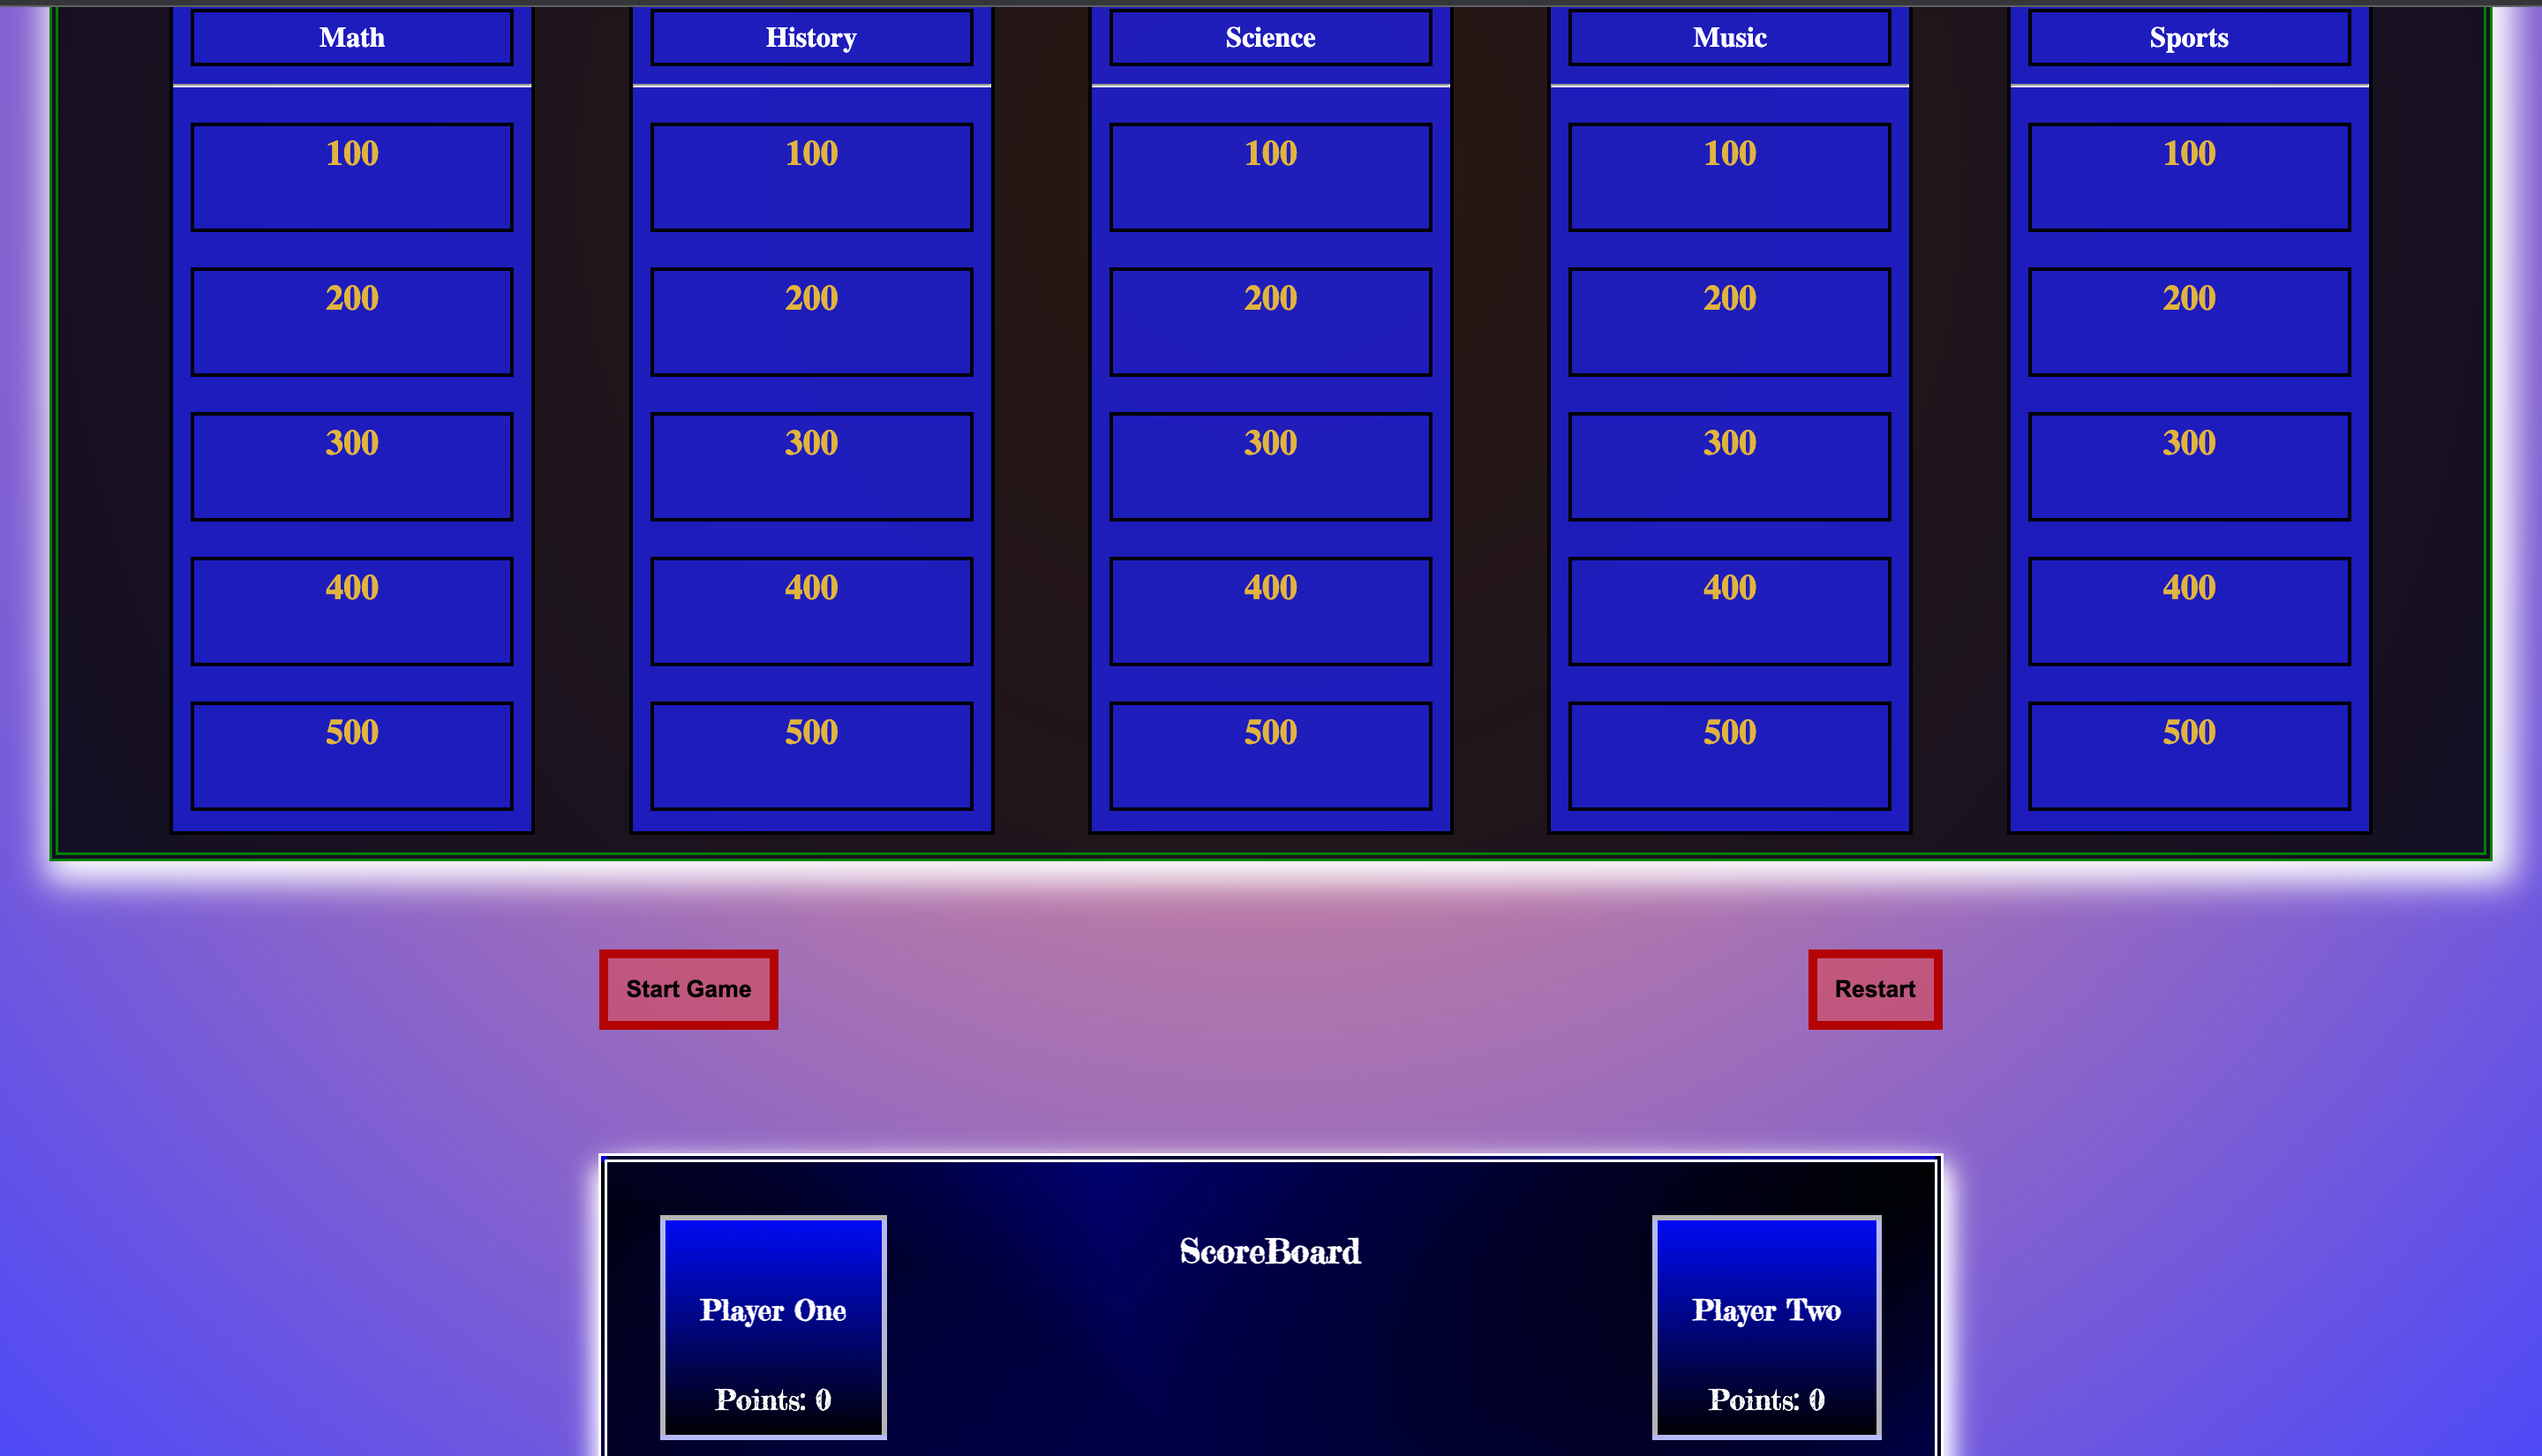 Math History Science Music Sports
100 100 100 100 100
200 200 200 200 200
300 300 300 300 300
400 400 400 400 400
500 500 500 500 500
Start Game Restart
ScoreBoard
Player One Player Two
Points: 0 Points: 0